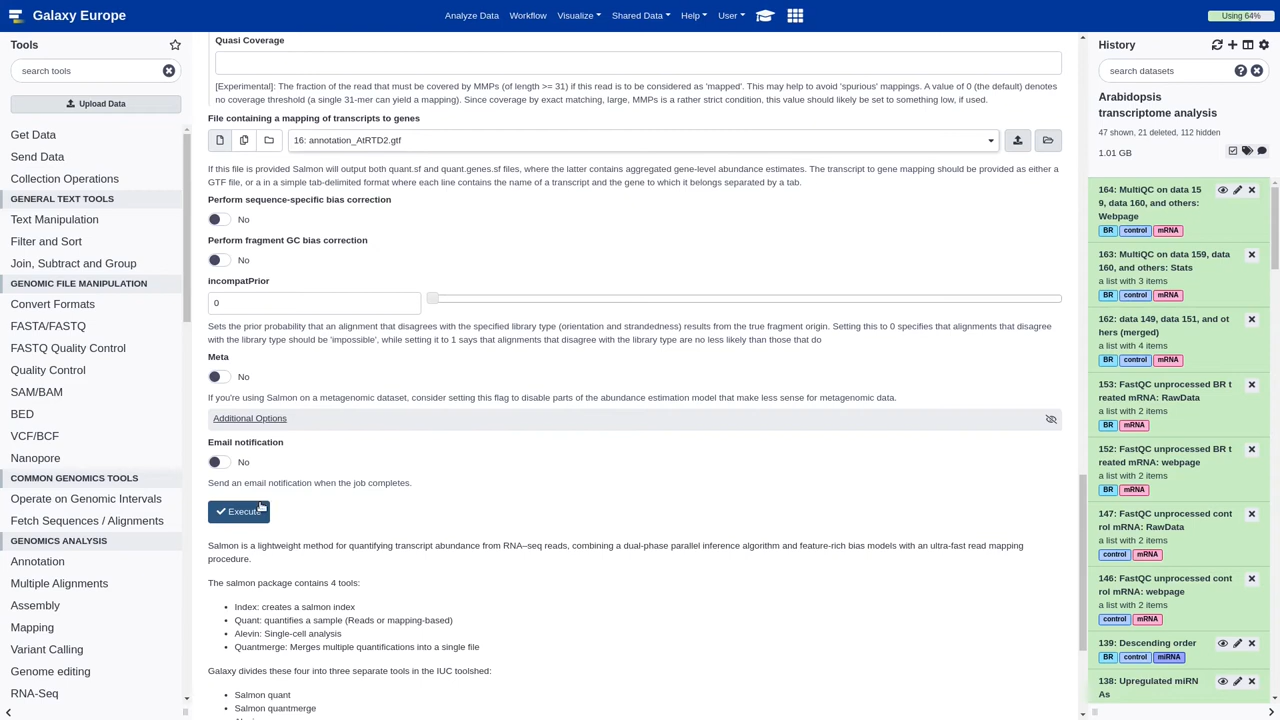 Galaxy Europe
Analyze Data
Workflow
Visualize
Shared Data
Help
User
Using 64%
Tools
search tools
Upload Data
Get Data
Send Data
Collection Operations
GENERAL TEXT TOOLS
Text Manipulation
Filter and Sort
Join, Subtract and Group
GENOMIC FILE MANIPULATION
Convert Formats
FASTA/FASTQ
FASTQ Quality Control
Quality Control
SAM/BAM
BED
VCF/BCF
Nanopore
COMMON GENOMICS TOOLS
Operate on Genomic Intervals
Fetch Sequences / Alignments
GENOMICS ANALYSIS
Annotation
Multiple Alignments
Assembly
Mapping
Variant Calling
Genome editing
RNA-Seq
Quasi Coverage
[Experimental]: The fraction of the read that must be covered by MMPs (of length >= 31) if this read is to be considered as 'mapped'. This may help to avoid 'spurious' mappings. A value of 0 (the default) denotes
no coverage threshold (a single 31-mer can yield a mapping). Since coverage by exact matching, large, MMPs is a rather strict condition, this value should likely be set to something low, if used.
File containing a mapping of transcripts to genes
16: annotation_AtRTD2.gtf
If this file is provided Salmon will output both quant.sf and quant.genes.sf files, where the latter contains aggregated gene-level abundance estimates. The transcript to gene mapping should be provided as either a
GTF file, or a in a simple tab-delimited format where each line contains the name of a transcript and the gene to which it belongs separated by a tab.
Perform sequence-specific bias correction
No
Perform fragment GC bias correction
No
incompatPrior
0
Sets the prior probability that an alignment that disagrees with the specified library type (orientation and strandedness) results from the true fragment origin. Setting this to 0 specifies that alignments that disagree
with the library type should be 'impossible', while setting it to 1 says that alignments that disagree with the library type are no less likely than those that do
Meta
No
If you're using Salmon on a metagenomic dataset, consider setting this flag to disable parts of the abundance estimation model that make less sense for metagenomic data.
Additional Options
Email notification
No
Send an email notification when the job completes.
Execute
Salmon is a lightweight method for quantifying transcript abundance from RNA–seq reads, combining a dual-phase parallel inference algorithm and feature-rich bias models with an ultra-fast read mapping
procedure.
The salmon package contains 4 tools:
• Index: creates a salmon index
• Quant: quantifies a sample (Reads or mapping-based)
• Alevin: Single-cell analysis
• Quantmerge: Merges multiple quantifications into a single file
Galaxy divides these four into three separate tools in the IUC toolshed:
• Salmon quant
• Salmon quantmerge
History
search datasets
Arabidopsis
transcriptome analysis
47 shown, 21 deleted, 112 hidden
1.01 GB
164: MultiQC on data 15
9, data 160, and others:
Webpage
BR control mRNA
163: MultiQC on data 159, data
160, and others: Stats
a list with 3 items
BR control mRNA
162: data 149, data 151, and ot
hers (merged)
a list with 4 items
BR control mRNA
153: FastQC unprocessed BR t
reated mRNA: RawData
a list with 2 items
BR mRNA
152: FastQC unprocessed BR t
reated mRNA: webpage
a list with 2 items
BR mRNA
147: FastQC unprocessed cont
rol mRNA: RawData
a list with 2 items
control mRNA
146: FastQC unprocessed cont
rol mRNA: webpage
a list with 2 items
control mRNA
139: Descending order
BR control miRNA
138: Upregulated miRN
As